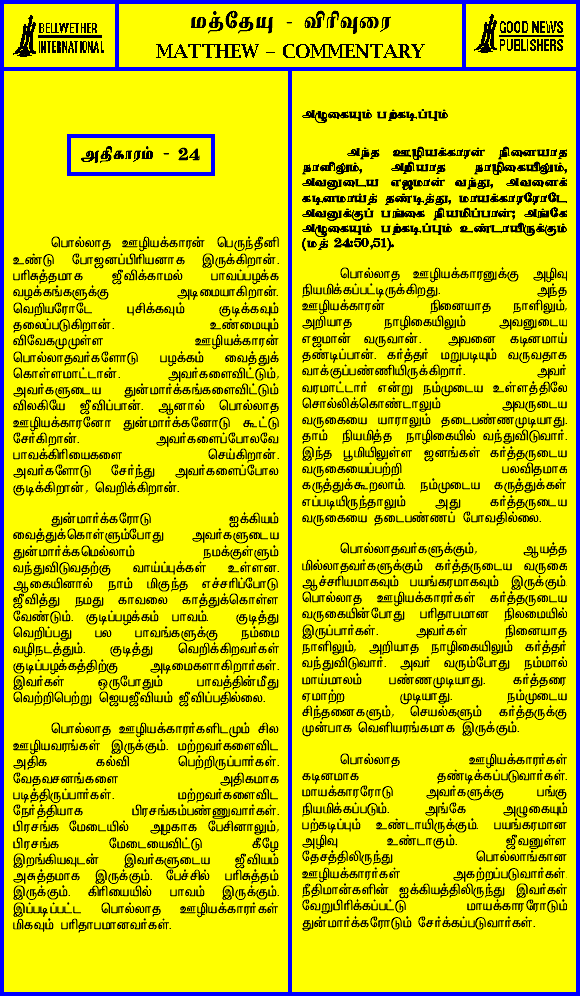 BELLWETHER
INTERNATIONAL
மத்தேயு - விரிவுரை
MATTHEW – COMMENTARY
GOOD NEWS
PUBLISHERS
அதிகாரம் - 24
பொல்லாத ஊழியக்காரன் பெருந்தீனி
உண்டு போஜனப்பிரியனாக இருக்கிறான்.
பரிசுத்தமாக ஜீவிக்காமல் பாவப்பழக்க
வழக்கங்களுக்கு அடிமையாகிறான்.
வெறியரோடே புசிக்கவும் குடிக்கவும்
தலைப்படுகிறான். உண்மையும்
விவேகமுமுள்ள ஊழியக்காரன்
பொல்லாதவர்களோடு பழக்கம் வைத்துக்
கொள்ளமாட்டான். அவர்களைவிட்டும்,
அவர்களுடைய துன்மார்க்கங்களைவிட்டும்
விலகியே ஜீவிப்பான். ஆனால் பொல்லாத
ஊழியக்காரனோ துன்மார்க்கனோடு கூட்டு
சேர்கிறான். அவர்களைப்போலவே
பாவக்கிரியைகளை செய்கிறான்.
அவர்களோடு சேர்ந்து அவர்களைப்போல
குடிக்கிறான், வெறிக்கிறான்.
துன்மார்க்கரோடு ஐக்கியம்
வைத்துக்கொள்ளும்போது அவர்களுடைய
துன்மார்க்கமெல்லாம் நமக்குள்ளும்
வந்துவிடுவதற்கு வாய்ப்புக்கள் உள்ளன.
ஆகையினால் நாம் மிகுந்த எச்சரிப்போடு
ஜீவித்து நமது காவலை காத்துக்கொள்ள
வேண்டும். குடிப்பழக்கம் பாவம். குடித்து
வெறிப்பது பல பாவங்களுக்கு நம்மை
வழிநடத்தும். குடித்து வெறிக்கிறவர்கள்
குடிப்பழக்கத்திற்கு அடிமைகளாகிறார்கள்.
இவர்கள் ஒருபோதும் பாவத்தின்மீது
வெற்றிபெற்று ஜெயஜீவியம் ஜீவிப்பதில்லை.
பொல்லாத ஊழியக்காரர்களிடமும் சில
ஊழியவரங்கள் இருக்கும். மற்றவர்களைவிட
அதிக கல்வி பெற்றிருப்பார்கள்.
வேதவசனங்களை அதிகமாக
படித்திருப்பார்கள். மற்றவர்களைவிட
நேர்த்தியாக பிரசங்கம்பண்ணுவார்கள்.
பிரசங்க மேடையில் அழகாக பேசினாலும்,
பிரசங்க மேடையைவிட்டு கீழே
இறங்கியவுடன் இவர்களுடைய ஜீவியம்
அசுத்தமாக இருக்கும். பேச்சில் பரிசுத்தம்
இருக்கும். கிரியையில் பாவம் இருக்கும்.
இப்படிப்பட்ட பொல்லாத ஊழியக்காரர்கள்
மிகவும் பரிதாபமானவர்கள்.
அழுகையும் பற்கடிப்பும்
அந்த ஊழியக்காரன் நினையாத
நாளிலும், அறியாத நாழிகையிலும்,
அவனுடைய எஜமான் வந்து, அவனைக்
கடினமாய்த் தண்டித்து, மாயக்காரரோடே
அவனுக்குப் பங்கை நியமிப்பான்; அங்கே
அழுகையும் பற்கடிப்பும் உண்டாயிருக்கும்
(மத் 24:50,51).
பொல்லாத ஊழியக்காரனுக்கு அழிவு
நியமிக்கப்பட்டிருக்கிறது. அந்த
ஊழியக்காரன் நினையாத நாளிலும்,
அறியாத நாழிகையிலும் அவனுடைய
எஜமான் வருவான். அவனை கடினமாய்
தண்டிப்பான். கர்த்தர் மறுபடியும் வருவதாக
வாக்குப்பண்ணியிருக்கிறார். அவர்
வரமாட்டார் என்று நம்முடைய உள்ளத்திலே
சொல்லிக்கொண்டாலும் அவருடைய
வருகையை யாராலும் தடைபண்ணமுடியாது.
தாம் நியமித்த நாழிகையில் வந்துவிடுவார்.
இந்த பூமியிலுள்ள ஜனங்கள் கர்த்தருடைய
வருகையைப்பற்றி பலவிதமாக
கருத்துக்கூறலாம். நம்முடைய கருத்துக்கள்
எப்படியிருந்தாலும் அது கர்த்தருடைய
வருகையை தடைபண்ணப் போவதில்லை.
பொல்லாதவர்களுக்கும், ஆயத்த
மில்லாதவர்களுக்கும் கர்த்தருடைய வருகை
ஆச்சரியமாகவும் பயங்கரமாகவும் இருக்கும்.
பொல்லாத ஊழியக்காரர்கள் கர்த்தருடைய
வருகையின்போது பரிதாபமான நிலமையில்
இருப்பார்கள். அவர்கள் நினையாத
நாளிலும், அறியாத நாழிகையிலும் கர்த்தர்
வந்துவிடுவார். அவர் வரும்போது நம்மால்
மாய்மாலம் பண்ணமுடியாது. கர்த்தரை
ஏமாற்ற முடியாது. நம்முடைய
சிந்தனைகளும், செயல்களும் கர்த்தருக்கு
முன்பாக வெளியரங்கமாக இருக்கும்.
பொல்லாத ஊழியக்காரர்கள்
கடினமாக தண்டிக்கப்படுவார்கள்.
மாயக்காரரோடு அவர்களுக்கு பங்கு
நியமிக்கப்படும். அங்கே அழுகையும்
பற்கடிப்பும் உண்டாயிருக்கும். பயங்கரமான
அழிவு உண்டாகும். ஜீவனுள்ள
தேசத்திலிருந்து பொல்லாங்கான
ஊழியக்காரர்கள் அகற்றப்படுவார்கள்.
நீதிமான்களின் ஐக்கியத்திலிருந்து இவர்கள்
வேறுபிரிக்கப்பட்டு மாயக்காரரோடும்
துன்மார்க்கரோடும் சேர்க்கப்படுவார்கள்.